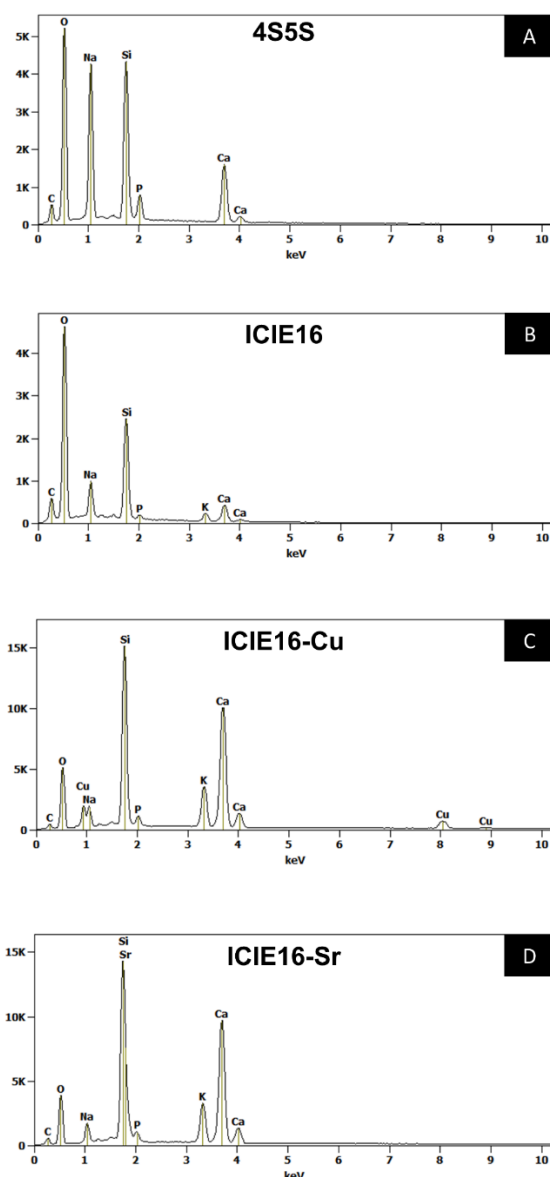 4S5S
A
5K
4K
3K
2K
1K
0
O
Na
Si
C
P
Ca
Ca
0 1 2 3 4 5 6 7 8 9 10
keV
ICIE16
B
4K
3K
2K
1K
0
O
Si
Na
C
P
K
Ca
Ca
0 1 2 3 4 5 6 7 8 9 10
keV
ICIE16-Cu
C
15K
10K
5K
0
Si
Ca
O
Cu
Na
K
C
P
Ca
Cu
Cu
0 1 2 3 4 5 6 7 8 9 10
keV
ICIE16-Sr
D
15K
10K
5K
0
Si
Sr
Ca
O
K
Na
C
P
Ca
0 1 2 3 4 5 6 7 8 9 10
keV